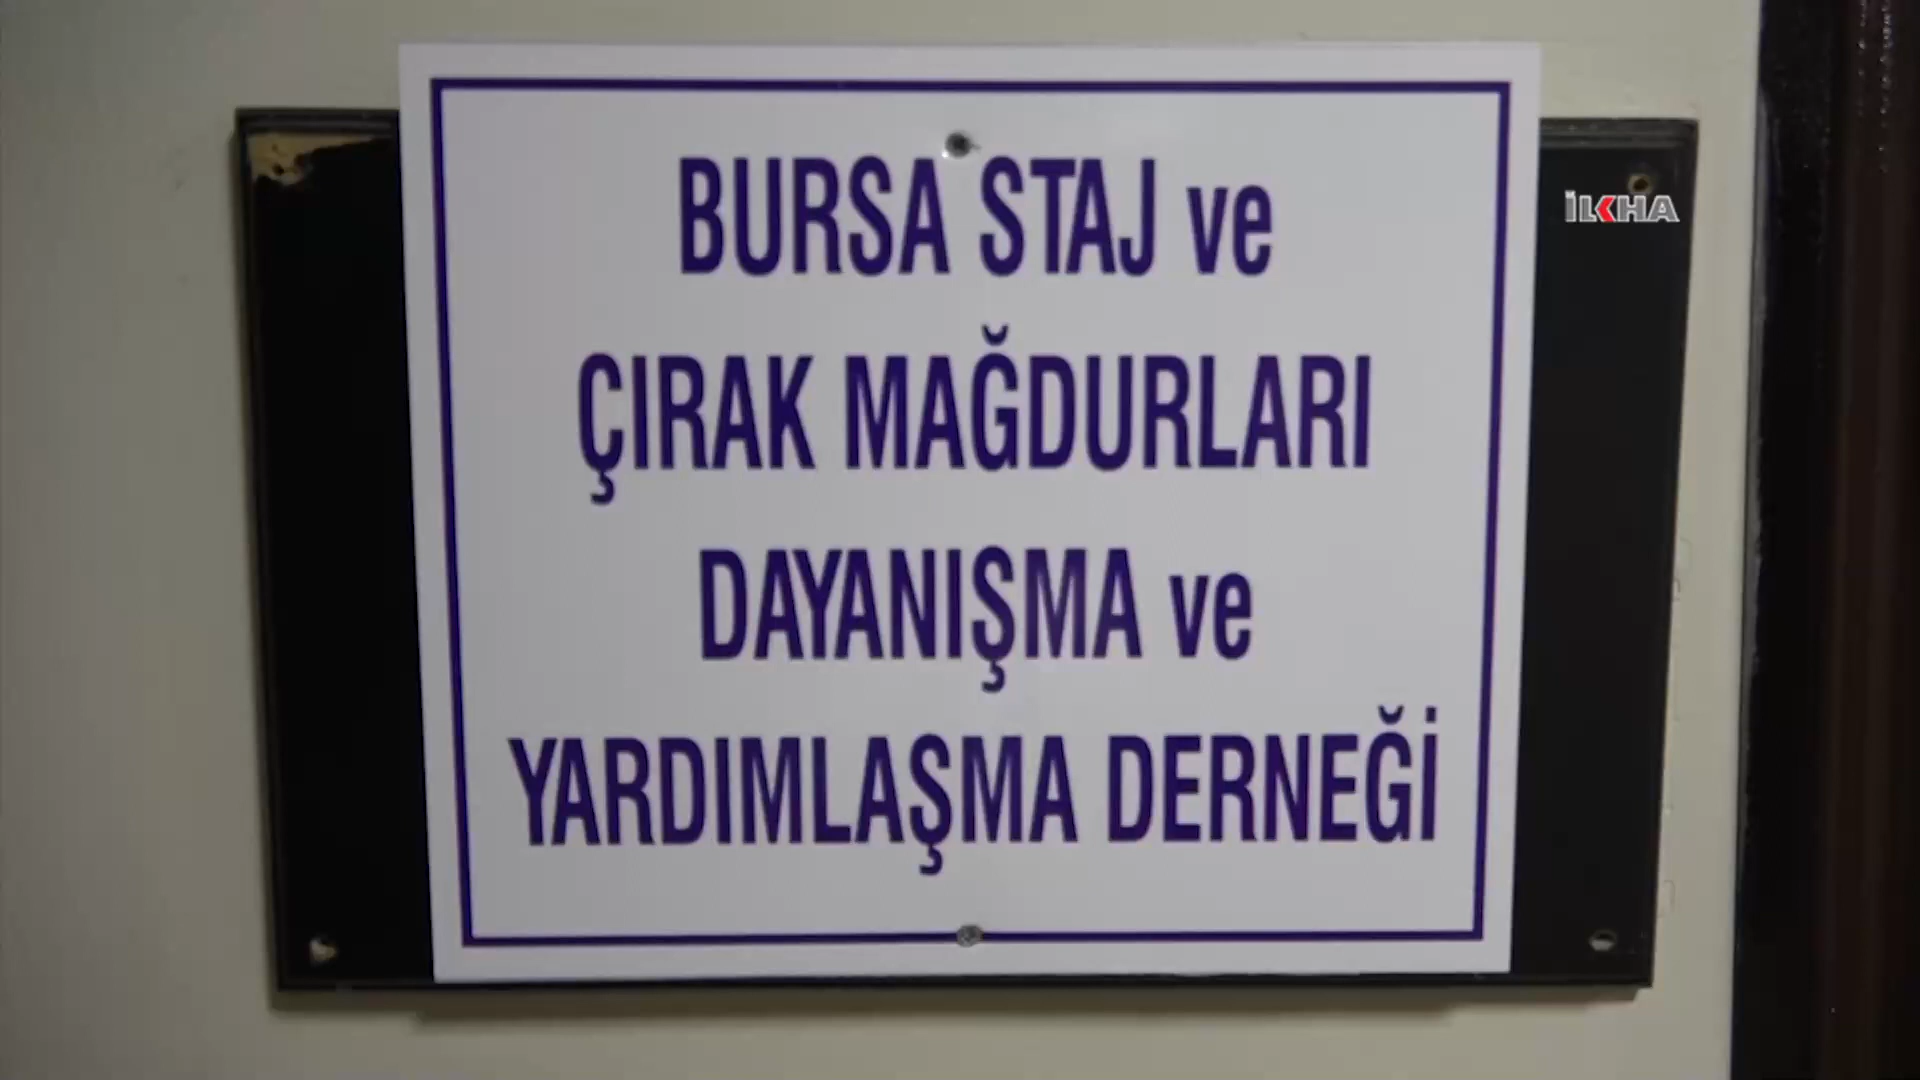 BURSA STAJ ve
İLKHA
ÇIRAK MAĞDURLARI
DAYANIŞMA ve
YARDIMLAŞMA DERNEĞİ